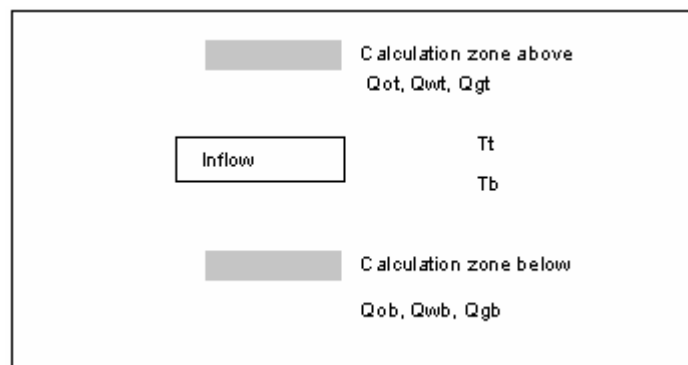 Calculation zone above
Qot, Qwt, Qgt
Inflow
Tt
Tb
Calculation zone below
Qob, Qwb, Qgb